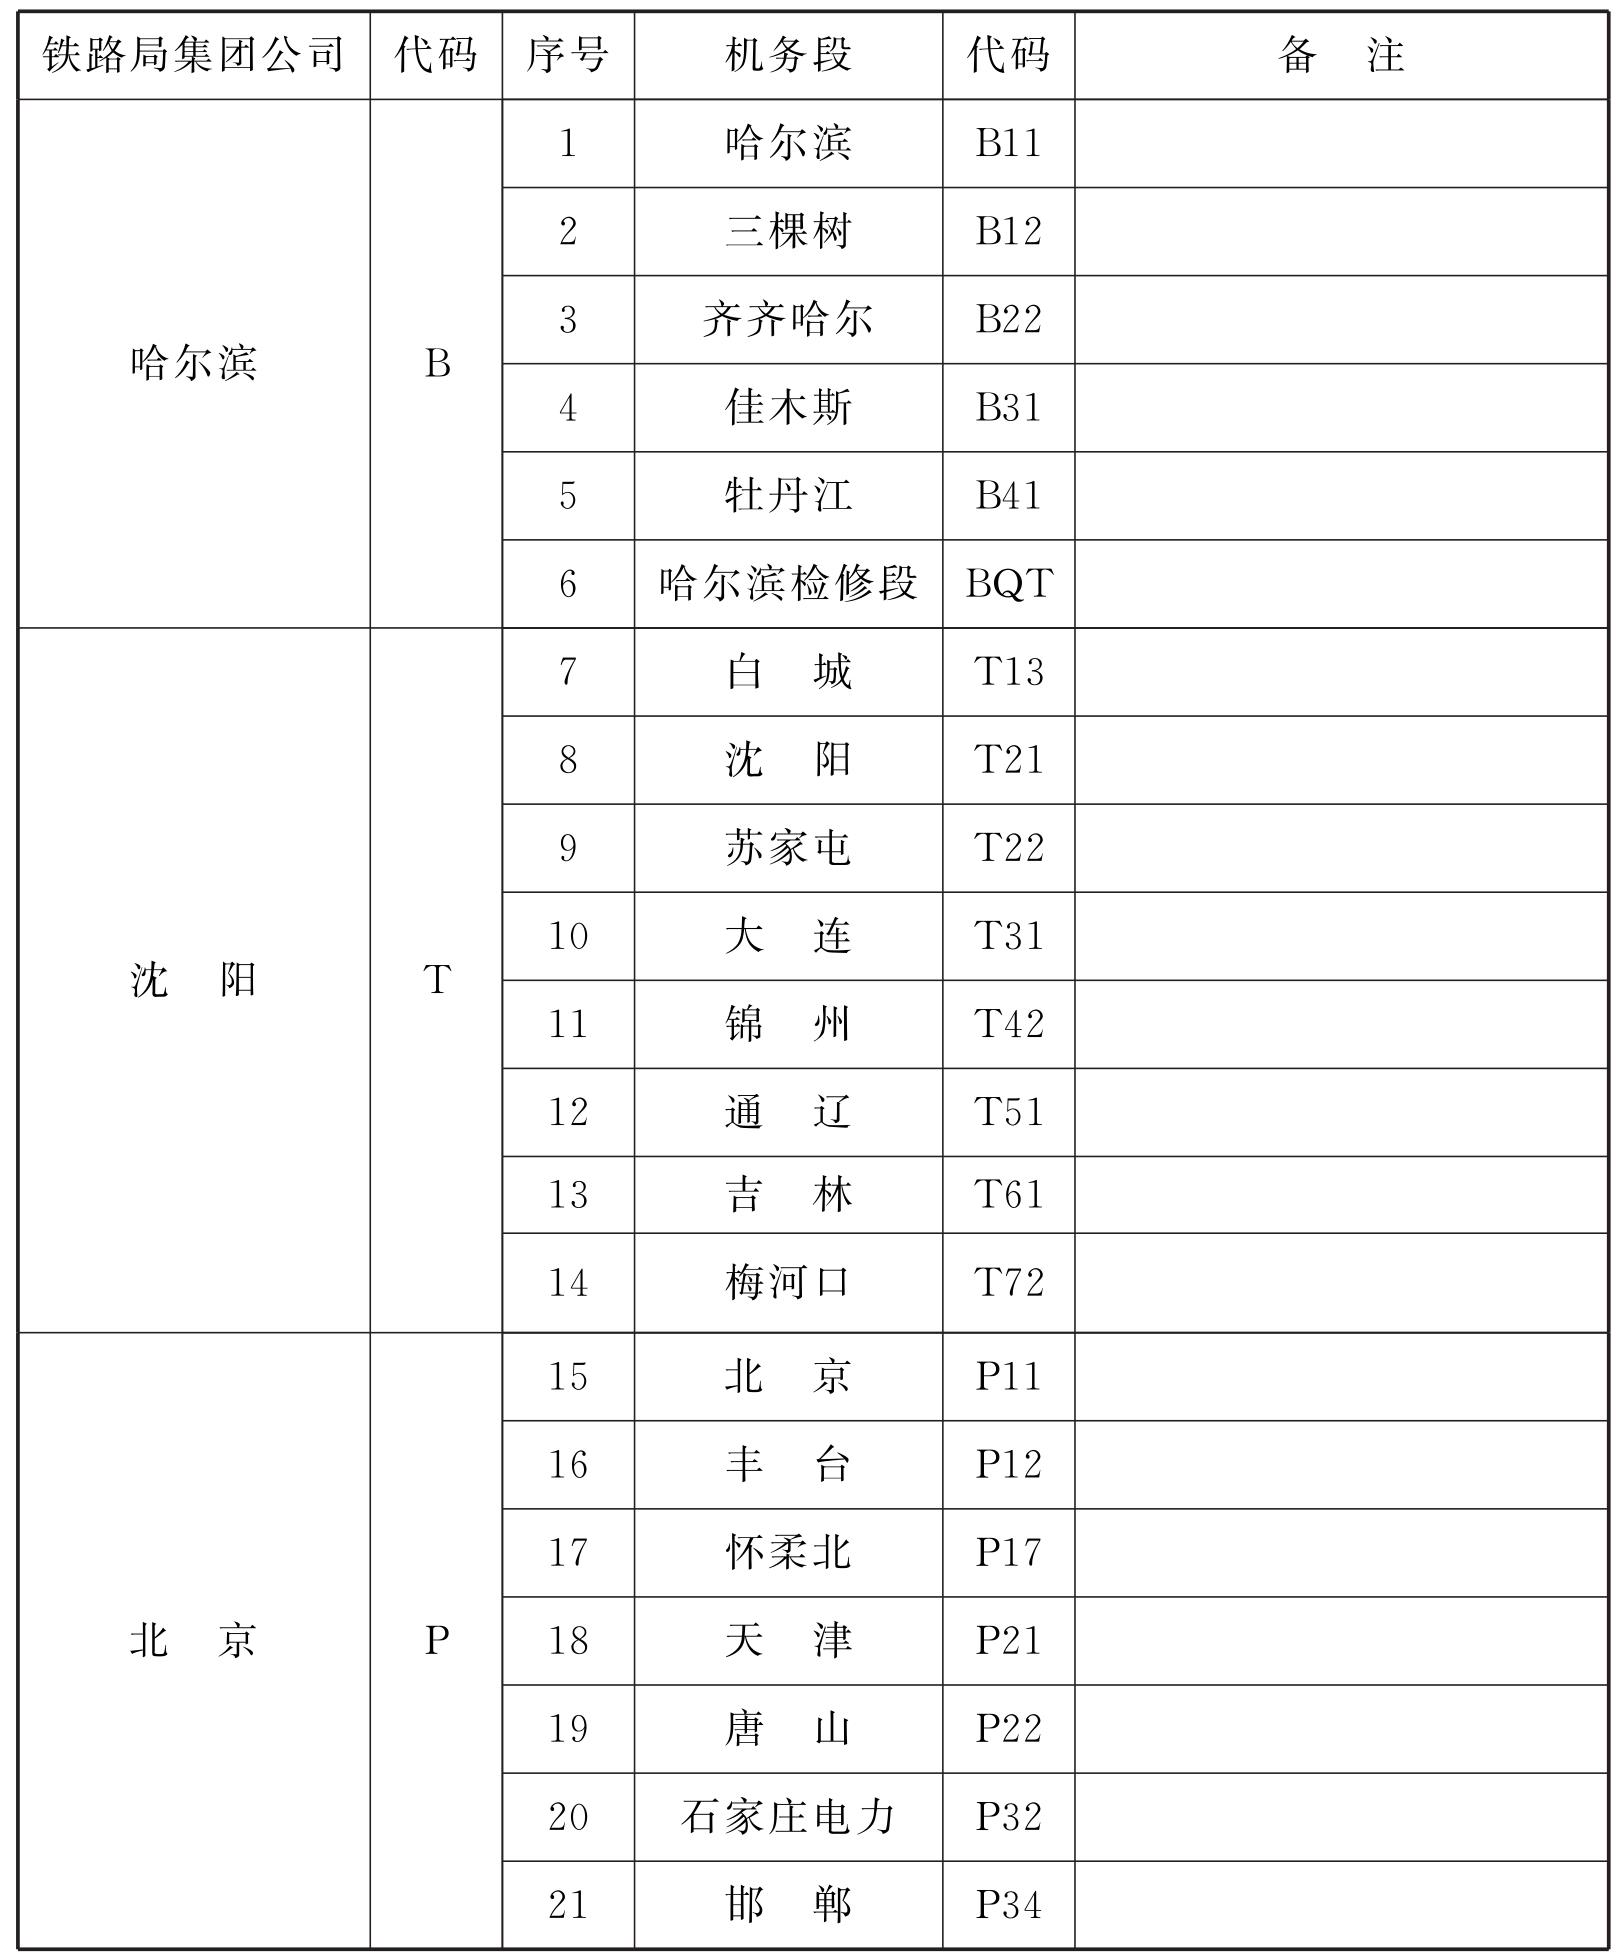 铁路局集团公司 代码 序号 机务段 代码 备 注
哈尔滨 B
1 哈尔滨 B11
2 三棵树 B12
3 齐齐哈尔 B22
4 佳木斯 B31
5 牡丹江 B41
6 哈尔滨检修段 BQT
沈 阳 T
7 白 城 T13
8 沈 阳 T21
9 苏家屯 T22
10 大 连 T31
11 锦 州 T42
12 通 辽 T51
13 吉 林 T61
14 梅河口 T72
北 京 P
15 北 京 P11
16 丰 台 P12
17 怀柔北 P17
18 天 津 P21
19 唐 山 P22
20 石家庄电力 P32
21 邯 郸 P34